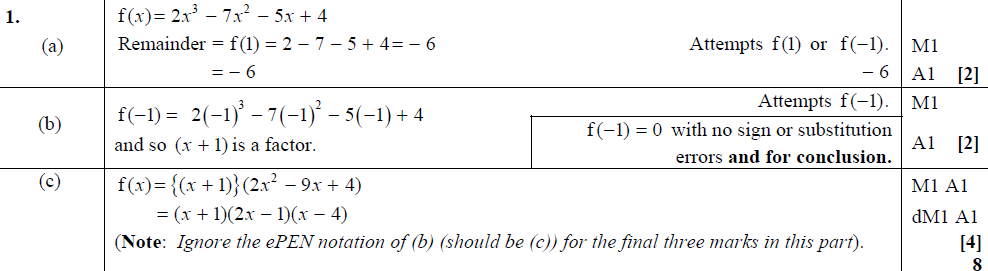 1. f(x)= 2x³ – 7x² – 5x + 4
(a) Remainder = f(1) = 2 – 7 – 5 + 4= – 6 Attempts f(1) or f(–1). M1
= – 6 – 6 A1 [2]
Attempts f(–1). M1
(b) f(–1) = 2(–1)³ – 7(–1)² – 5(–1) + 4
f(–1) = 0 with no sign or substitution
and so (x + 1) is a factor. A1 [2]
errors and for conclusion.
(c) f(x)= {(x + 1)}(2x² – 9x + 4) M1 A1
= (x + 1)(2x – 1)(x – 4) dM1 A1
(Note: Ignore the ePEN notation of (b) (should be (c)) for the final three marks in this part). [4]
8